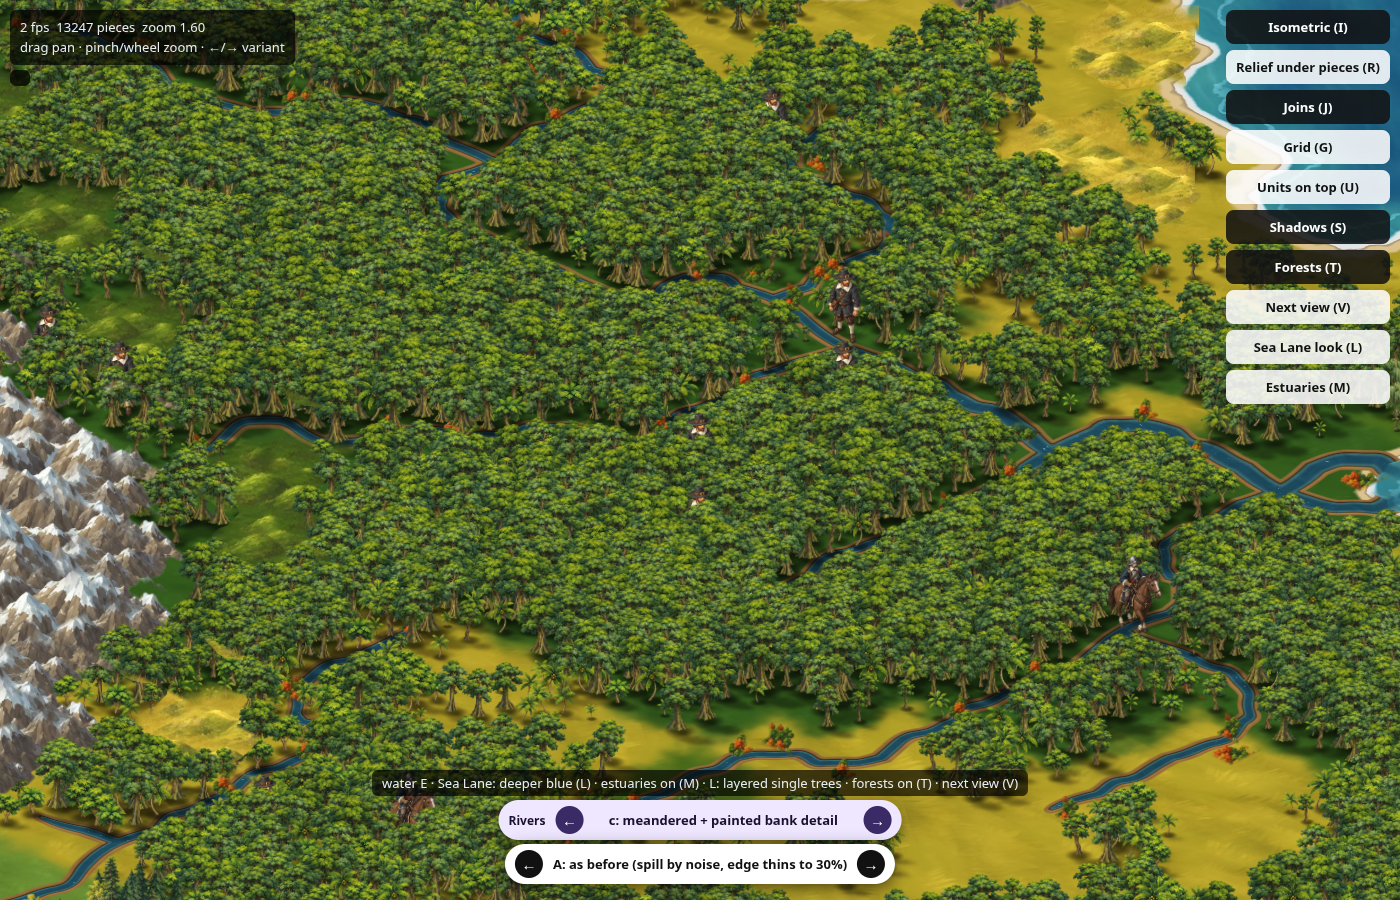 2 fps 13247 pieces zoom 1.60
drag pan · pinch/wheel zoom · ←/→ variant
Isometric (I)
Relief under pieces (R)
Joins (J)
Grid (G)
Units on top (U)
Shadows (S)
Forests (T)
Next view (V)
Sea Lane look (L)
Estuaries (M)
water E · Sea Lane: deeper blue (L) · estuaries on (M) · L: layered single trees · forests on (T) · next view (V)
Rivers ← c: meandered + painted bank detail →
← A: as before (spill by noise, edge thins to 30%) →